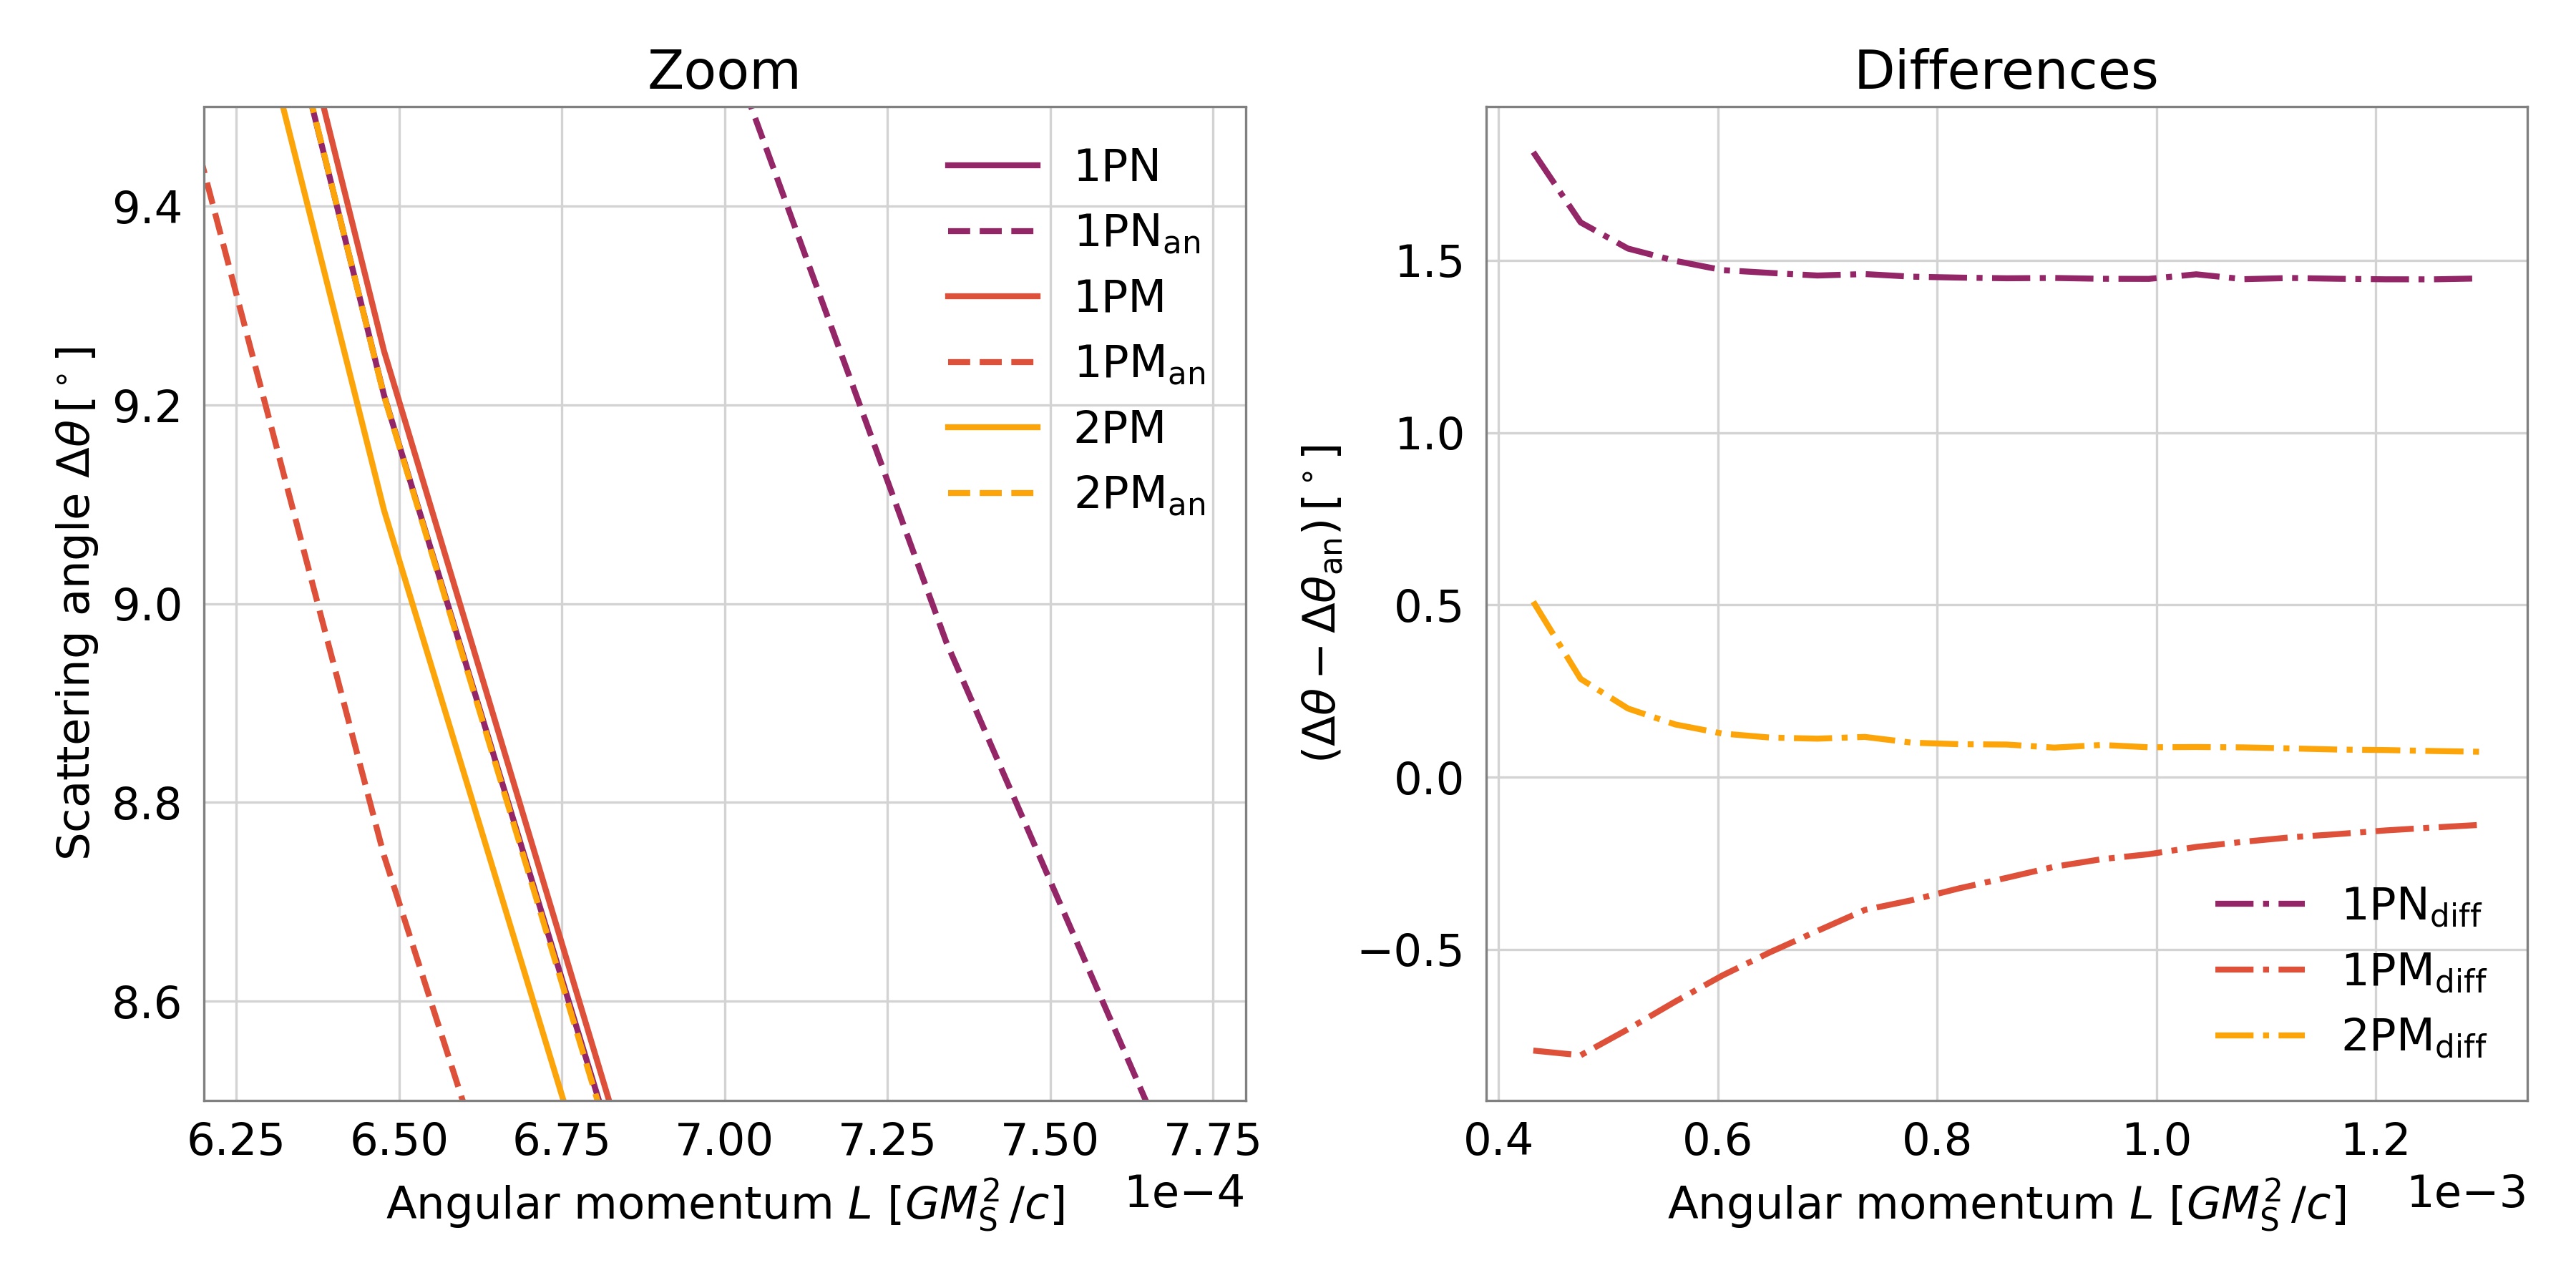 Zoom
Scattering angle Δθ[°]
9.4
9.2
9.0
8.8
8.6
1PN
1PN_an
1PM
1PM_an
2PM
2PM_an
6.25 6.50 6.75 7.00 7.25 7.50 7.75
1e−4
Angular momentum L [GM_S^2/c]
Differences
(Δθ − Δθ_an)[°]
1.5
1.0
0.5
0.0
−0.5
1PN_diff
1PM_diff
2PM_diff
0.4 0.6 0.8 1.0 1.2
1e−3
Angular momentum L [GM_S^2/c]